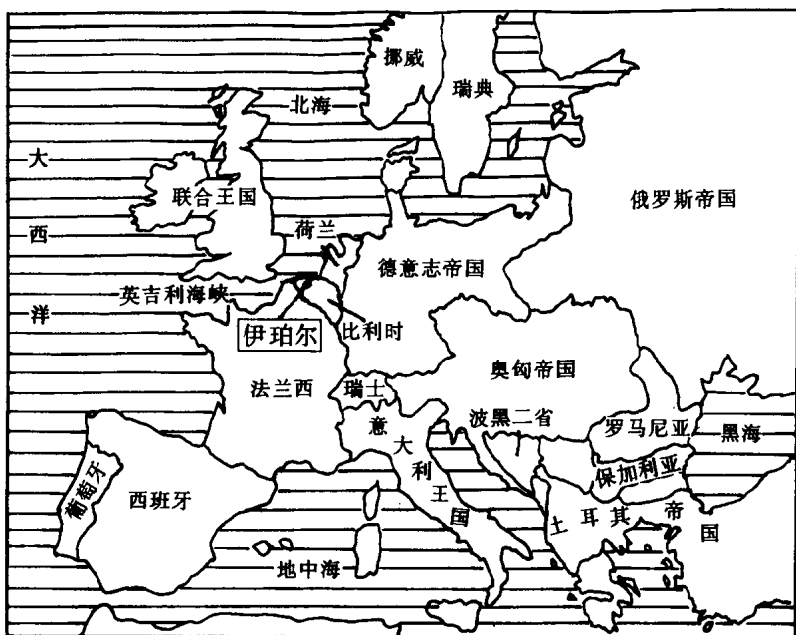 挪威
瑞典
北海
大西洋
联合王国
俄罗斯帝国
荷兰
德意志帝国
英吉利海峡
伊珀尔
比利时
奥匈帝国
法兰西
瑞士
波黑二省
意大利王国
罗马尼亚
黑海
保加利亚
葡萄牙
西班牙
土耳其帝国
地中海